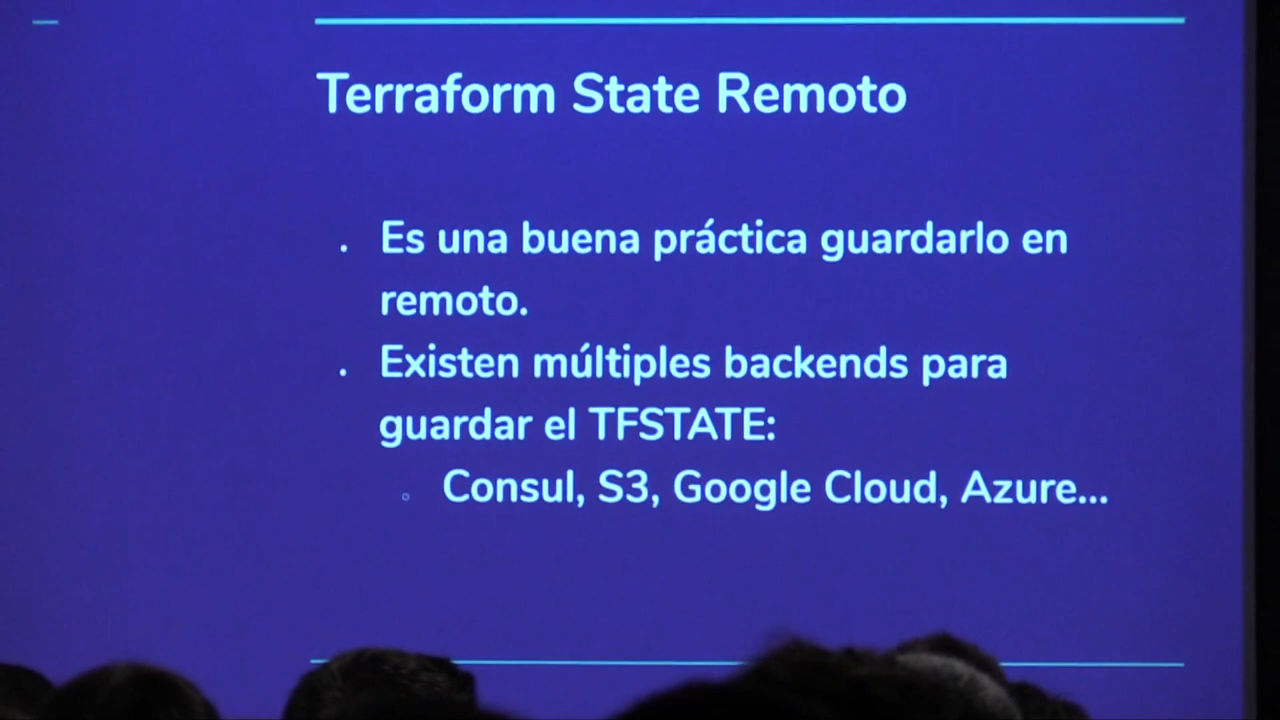 Terraform State Remoto
. Es una buena práctica guardarlo en
remoto.
. Existen múltiples backends para
guardar el TFSTATE:
◦ Consul, S3, Google Cloud, Azure...